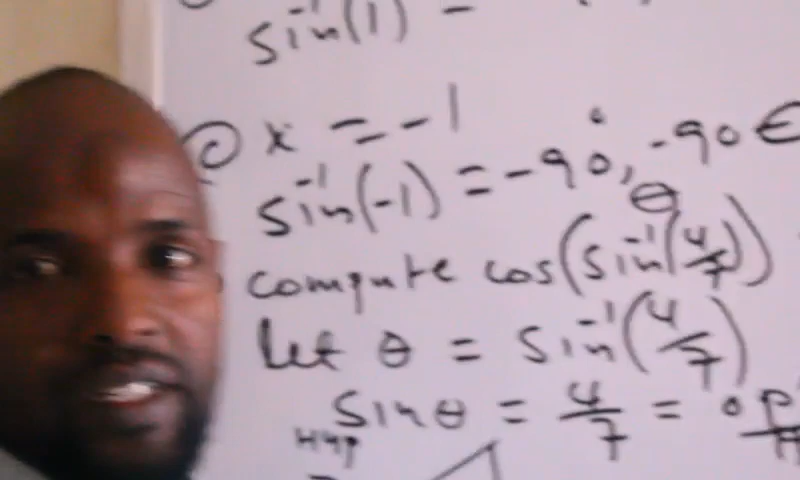 sin⁻¹(1) =
@ x = -1
sin⁻¹(-1) = -90°, -90 ∈
θ
compute cos(sin⁻¹(4/7))
Let θ = sin⁻¹(4/7)
sinθ = 4/7 = op
Hyp